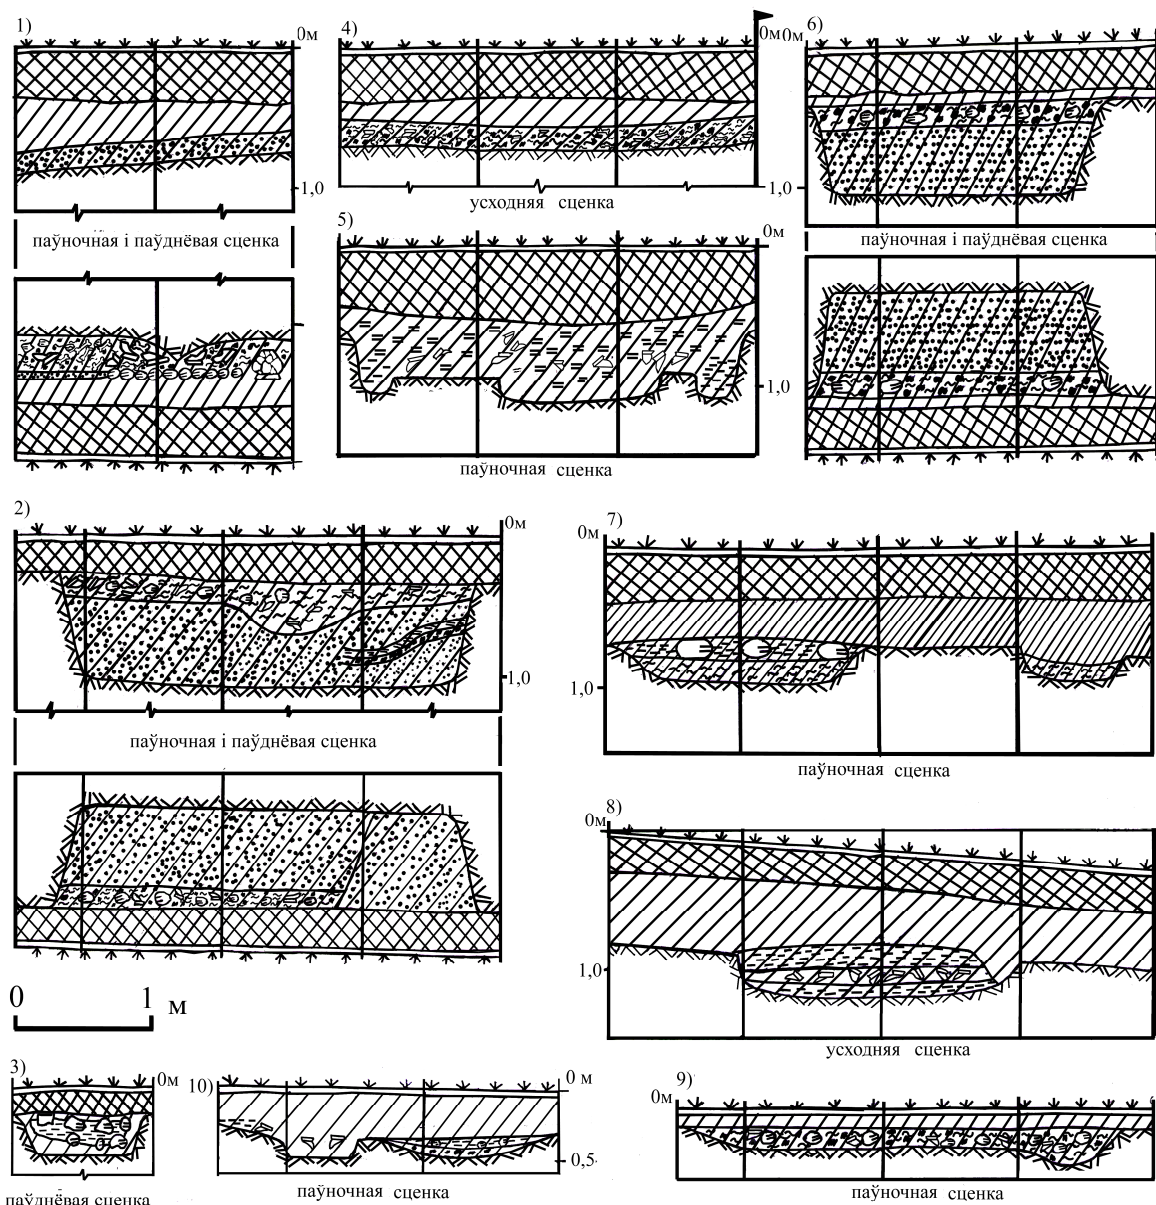 1)
0м
1,0
паўночная і паўднёвая сценка
4)
0м
1,0
усходняя сценка
5)
0м
1,0
паўночная сценка
6)
0м
1,0
паўночная і паўднёвая сценка
2)
0м
1,0
паўночная і паўднёвая сценка
7)
0м
1,0
паўночная сценка
8)
0м
1,0
усходняя сценка
0 1 м
3)
0м
паўднёвая сценка
10)
0 м
0,5
паўночная сценка
9)
0м
паўночная сценка